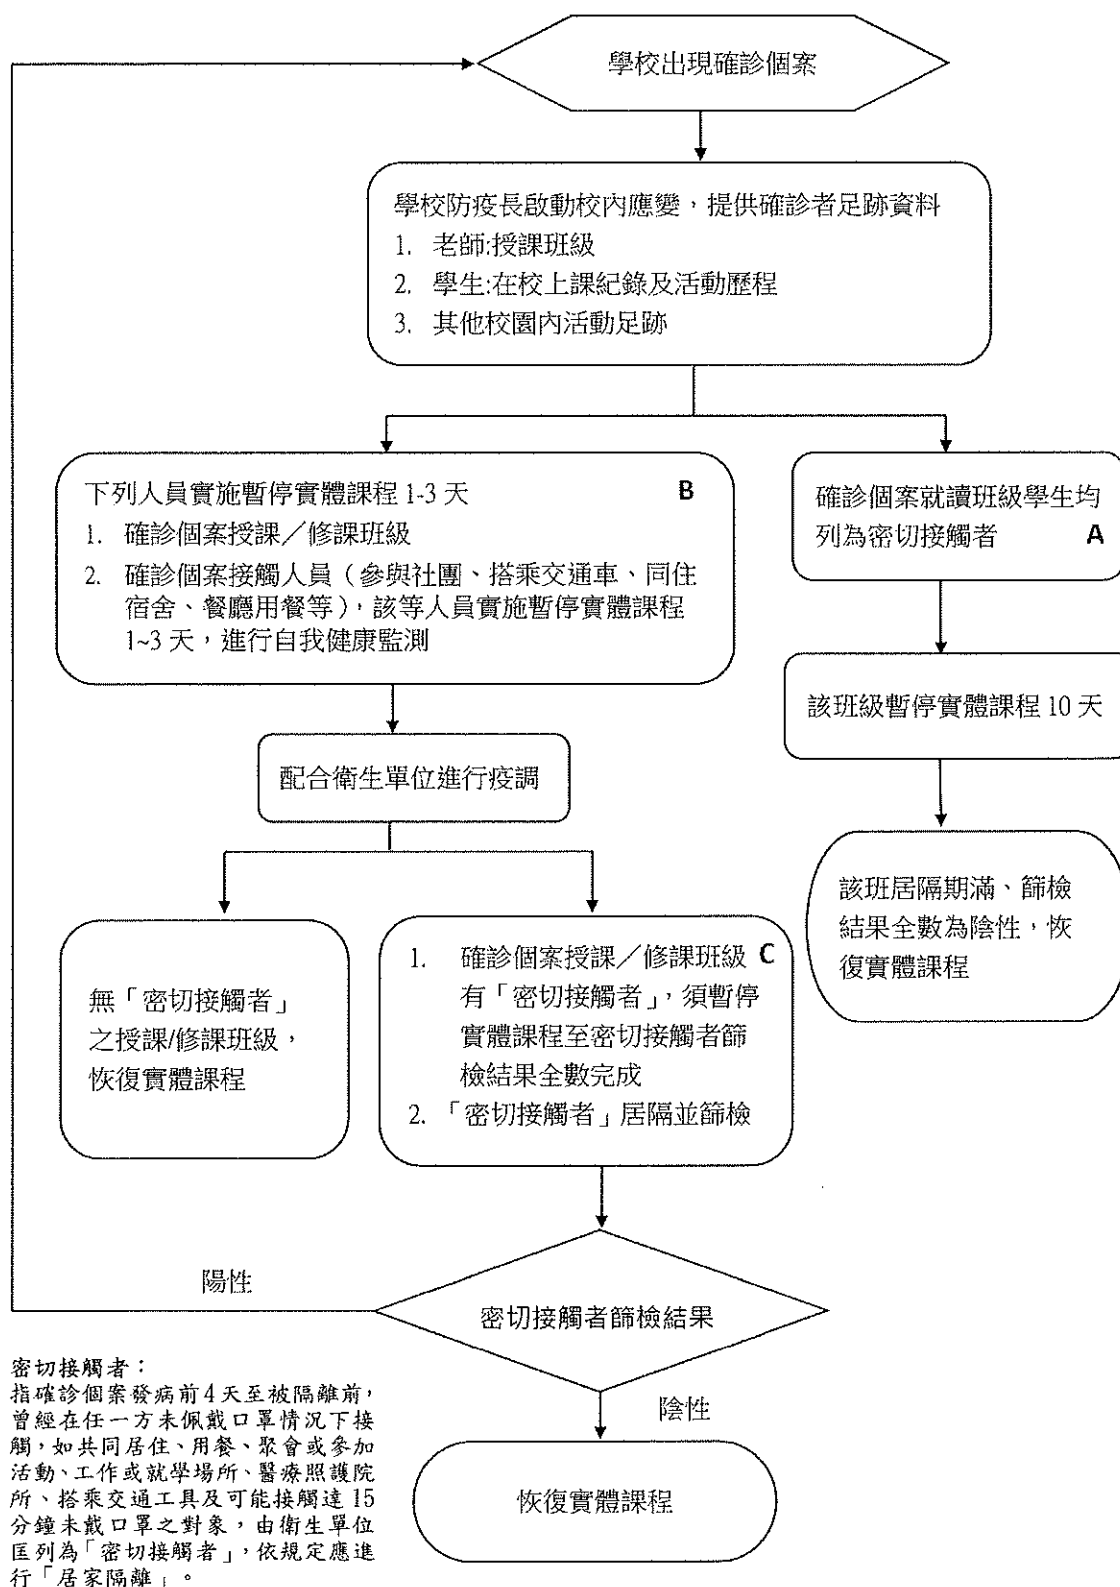 學校出現確診個案
學校防疫長啟動校內應變，提供確診者足跡資料
1. 老師:授課班級
2. 學生:在校上課紀錄及活動歷程
3. 其他校園內活動足跡
下列人員實施暫停實體課程 1-3 天 B
1. 確診個案授課／修課班級
2. 確診個案接觸人員（參與社團、搭乘交通車、同住
宿舍、餐廳用餐等），該等人員實施暫停實體課程
1~3 天，進行自我健康監測
確診個案就讀班級學生均
列為密切接觸者 A
該班級暫停實體課程 10 天
配合衛生單位進行疫調
該班居隔期滿、篩檢
結果全數為陰性，恢
復實體課程
無「密切接觸者」
之授課/修課班級，
恢復實體課程
1. 確診個案授課／修課班級 C
有「密切接觸者」，須暫停
實體課程至密切接觸者篩
檢結果全數完成
2. 「密切接觸者」居隔並篩檢
陽性
密切接觸者篩檢結果
陰性
恢復實體課程
密切接觸者：
指確診個案發病前4天至被隔離前，
曾經在任一方未佩戴口罩情況下接
觸，如共同居住、用餐、聚會或參加
活動、工作或就學場所、醫療照護院
所、搭乘交通工具及可能接觸達 15
分鐘未戴口罩之對象，由衛生單位
匡列為「密切接觸者」，依規定應進
行「居家隔離」。